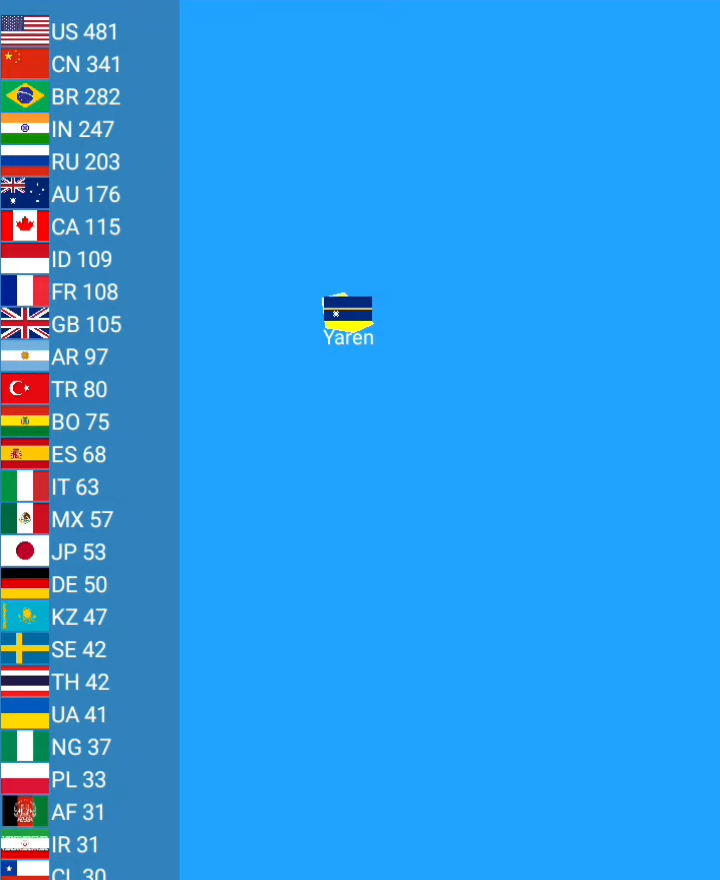 US 481
CN 341
BR 282
IN 247
RU 203
AU 176
CA 115
ID 109
FR 108
GB 105
AR 97
TR 80
BO 75
ES 68
IT 63
MX 57
JP 53
DE 50
KZ 47
SE 42
TH 42
UA 41
NG 37
PL 33
AF 31
IR 31
CL 30
Yaren